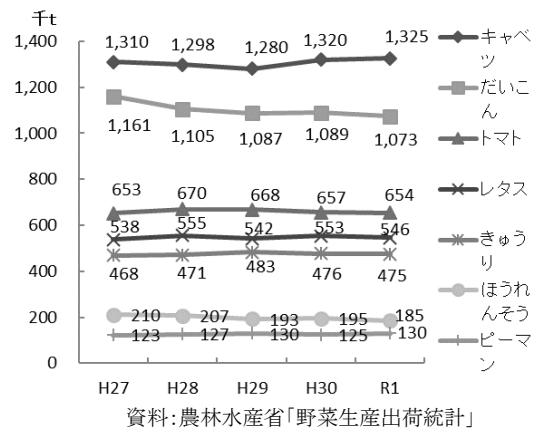 千t
1,400
1,200
1,000
800
600
400
200
0
1,310 1,298 1,280 1,320 1,325
1,161 1,105 1,087 1,089 1,073
653 670 668 657 654
538 555 542 553 546
468 471 483 476 475
210 207 193 195 185
123 127 130 125 130
H27 H28 H29 H30 R1
キャベ
ツ
だいこ
ん
トマト
レタス
きゅう
り
ほうれ
んそう
ピーマ
ン
資料:農林水産省「野菜生産出荷統計」